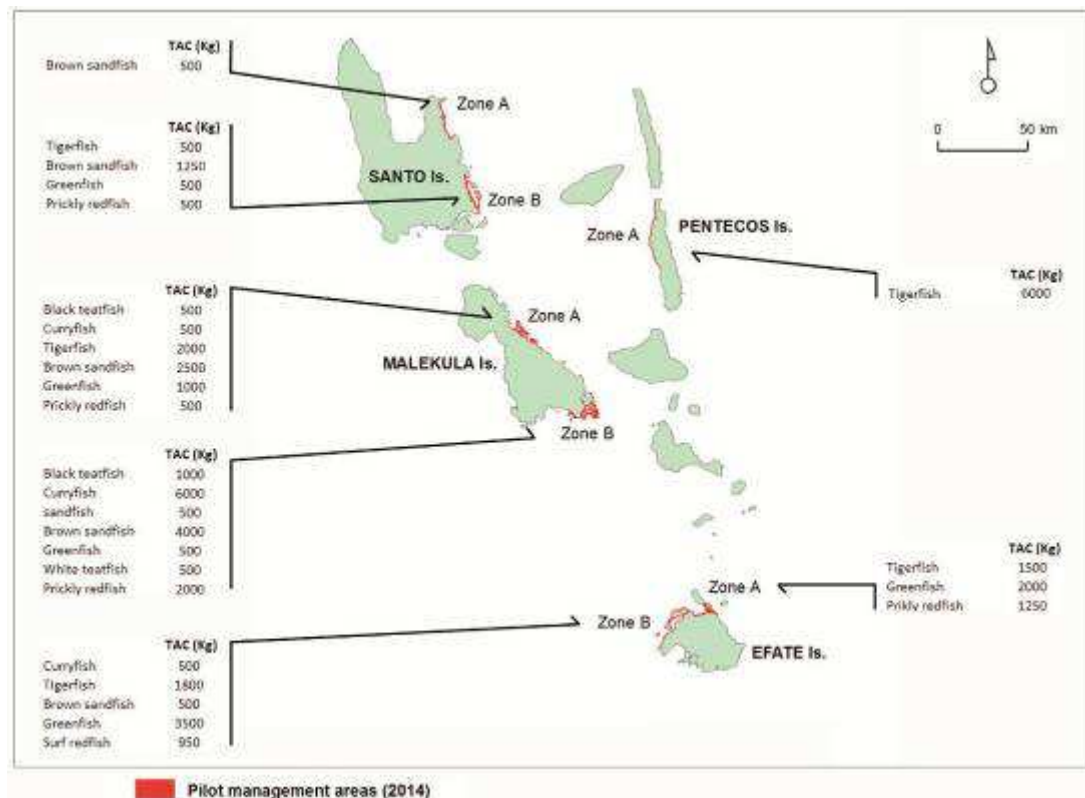 TAC (Kg)
Brown sandfish 500
Zone A
TAC (Kg)
Tigerfish 500
Brown sandfish 1250
Greenfish 500
Prickly redfish 500
SANTO Is.
Zone B
0 50 km
Zone A
PENTECOS Is.
TAC (Kg)
Tigerfish 6000
TAC (Kg)
Black teatfish 500
Curryfish 500
Tigerfish 2000
Brown sandfish 2500
Greenfish 1000
Prickly redfish 500
Zone A
MALEKULA Is.
Zone B
TAC (Kg)
Black teatfish 1000
Curryfish 6000
sandfish 500
Brown sandfish 4000
Greenfish 500
White teatfish 500
Prickly redfish 2000
TAC (Kg)
Tigerfish 1500
Greenfish 2000
Prikly redfish 1250
Zone A
Zone B
EFATE Is.
TAC (Kg)
Curryfish 500
Tigerfish 1800
Brown sandfish 500
Greenfish 3500
Surf redfish 950
Pilot management areas (2014)